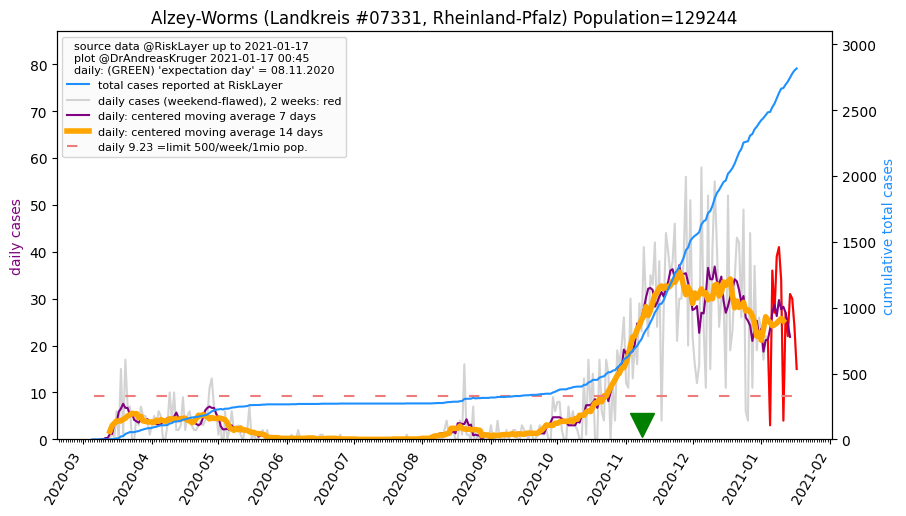 Alzey-Worms (Landkreis #07331, Rheinland-Pfalz) Population=129244
source data @RiskLayer up to 2021-01-17
plot @DrAndreasKruger 2021-01-17 00:45
daily: (GREEN) 'expectation day' = 08.11.2020
total cases reported at RiskLayer
daily cases (weekend-flawed), 2 weeks: red
daily: centered moving average 7 days
daily: centered moving average 14 days
daily 9.23 =limit 500/week/1mio pop.
daily cases
80
70
60
50
40
30
20
10
0
cumulative total cases
3000
2500
2000
1500
1000
500
0
2020-03
2020-04
2020-05
2020-06
2020-07
2020-08
2020-09
2020-10
2020-11
2020-12
2021-01
2021-02